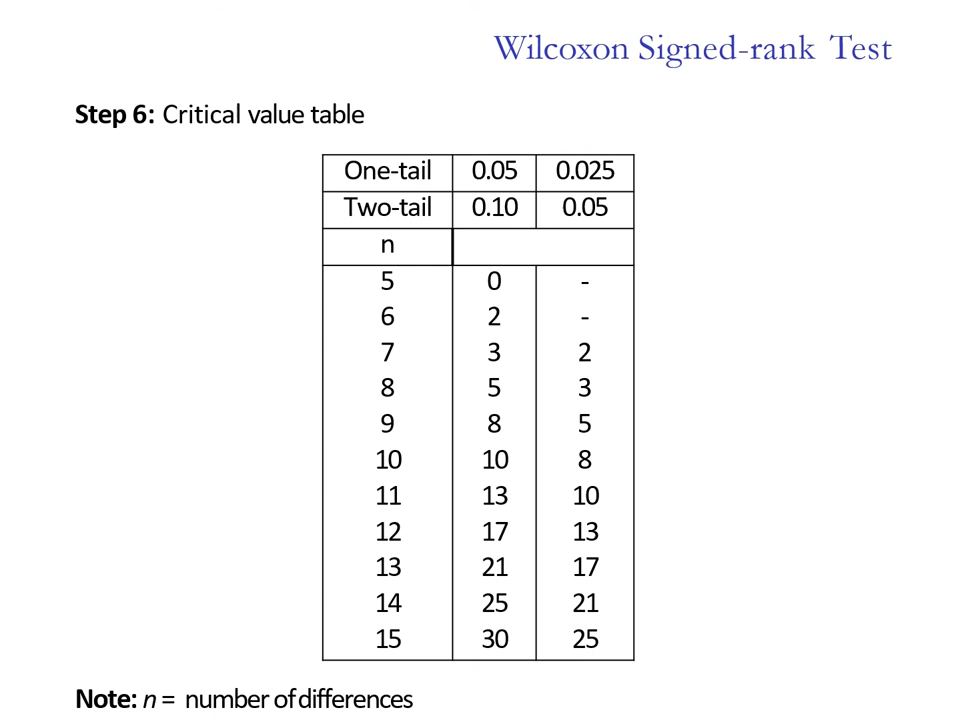 Wilcoxon Signed-rank Test
Step 6: Critical value table
One-tail 0.05 0.025
Two-tail 0.10 0.05
n
5 0 -
6 2 -
7 3 2
8 5 3
9 8 5
10 10 8
11 13 10
12 17 13
13 21 17
14 25 21
15 30 25
Note: n = number of differences